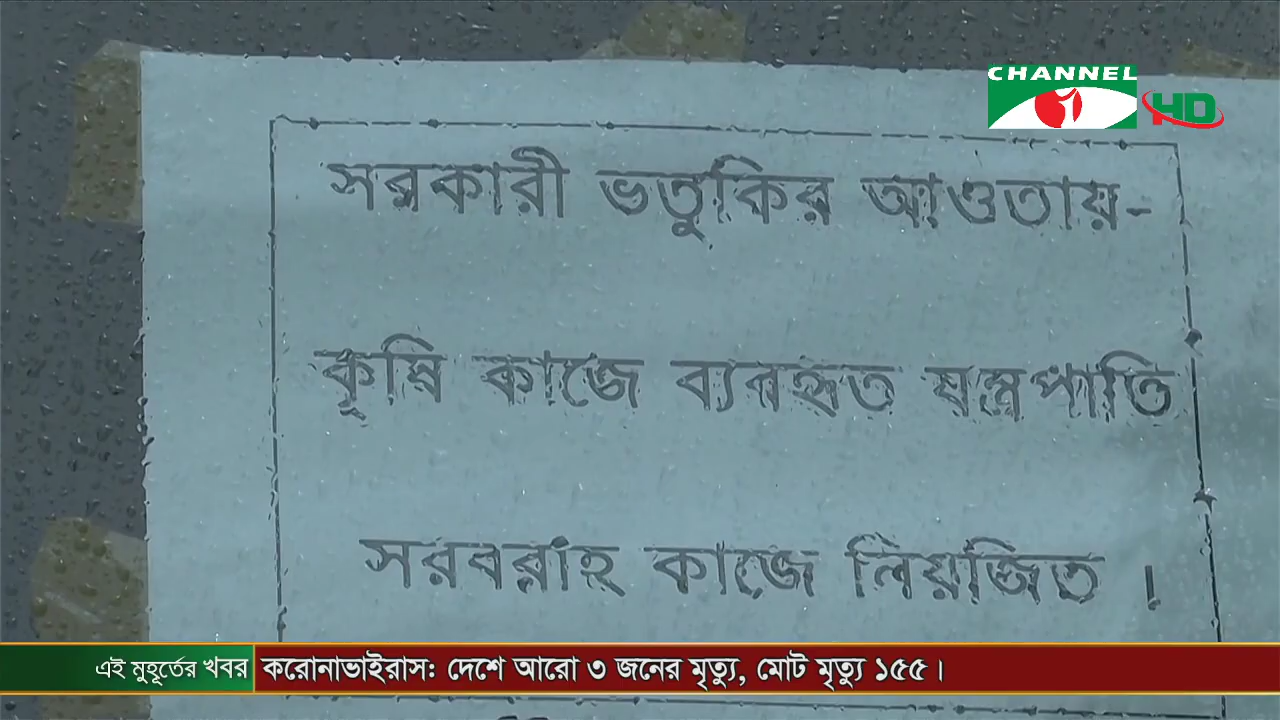 CHANNEL i HD
সরকারী ভতুকির আওতায়-
কৃষি কাজে ব্যবহৃত যন্ত্রপাতি
সরবরাহ কাজে নিয়জিত ।
এই মুহূর্তের খবর
করোনাভাইরাস: দেশে আরো ৩ জনের মৃত্যু, মোট মৃত্যু ১৫৫।